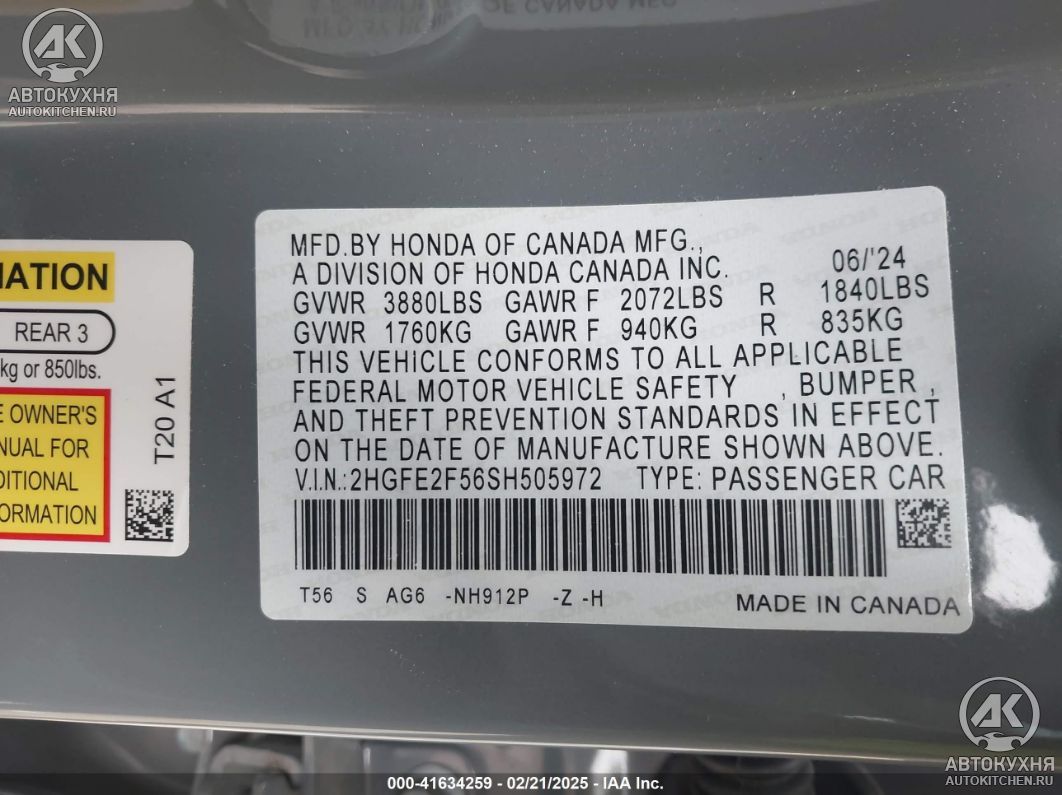 АВТОКУХНЯ
AUTOKITCHEN.RU
MATION
REAR 3
kg or 850lbs.
E OWNER'S
NUAL FOR
DITIONAL
FORMATION
T20 A1
MFD.BY HONDA OF CANADA MFG.,
A DIVISION OF HONDA CANADA INC. 06/'24
GVWR 3880LBS GAWR F 2072LBS R 1840LBS
GVWR 1760KG GAWR F 940KG R 835KG
THIS VEHICLE CONFORMS TO ALL APPLICABLE
FEDERAL MOTOR VEHICLE SAFETY , BUMPER ,
AND THEFT PREVENTION STANDARDS IN EFFECT
ON THE DATE OF MANUFACTURE SHOWN ABOVE.
V.I.N.:2HGFE2F56SH505972 TYPE: PASSENGER CAR
T56 S AG6 -NH912P -Z -H
MADE IN CANADA
АВТОКУХНЯ
AUTOKITCHEN.RU
000-41634259 - 02/21/2025 - IAA Inc.